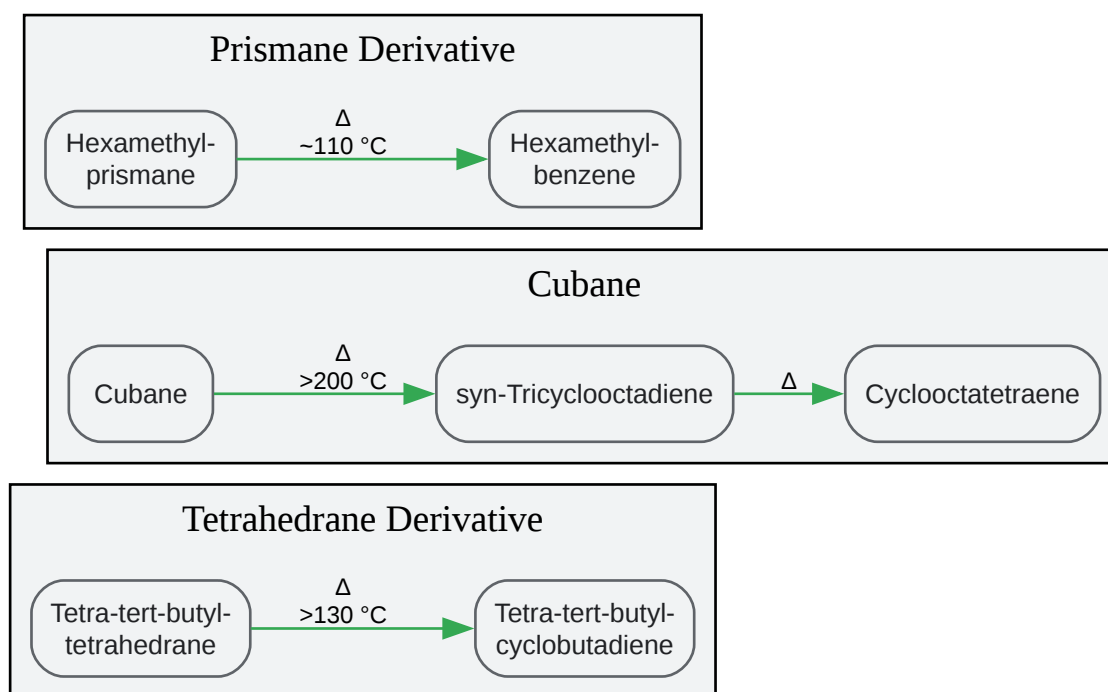 Prismane Derivative
Hexamethyl-
prismane
Δ
~110 °C
Hexamethyl-
benzene
Cubane
Cubane
Δ
>200 °C
syn-Tricyclooctadiene
Δ
Cyclooctatetraene
Tetrahedrane Derivative
Tetra-tert-butyl-
tetrahedrane
Δ
>130 °C
Tetra-tert-butyl-
cyclobutadiene